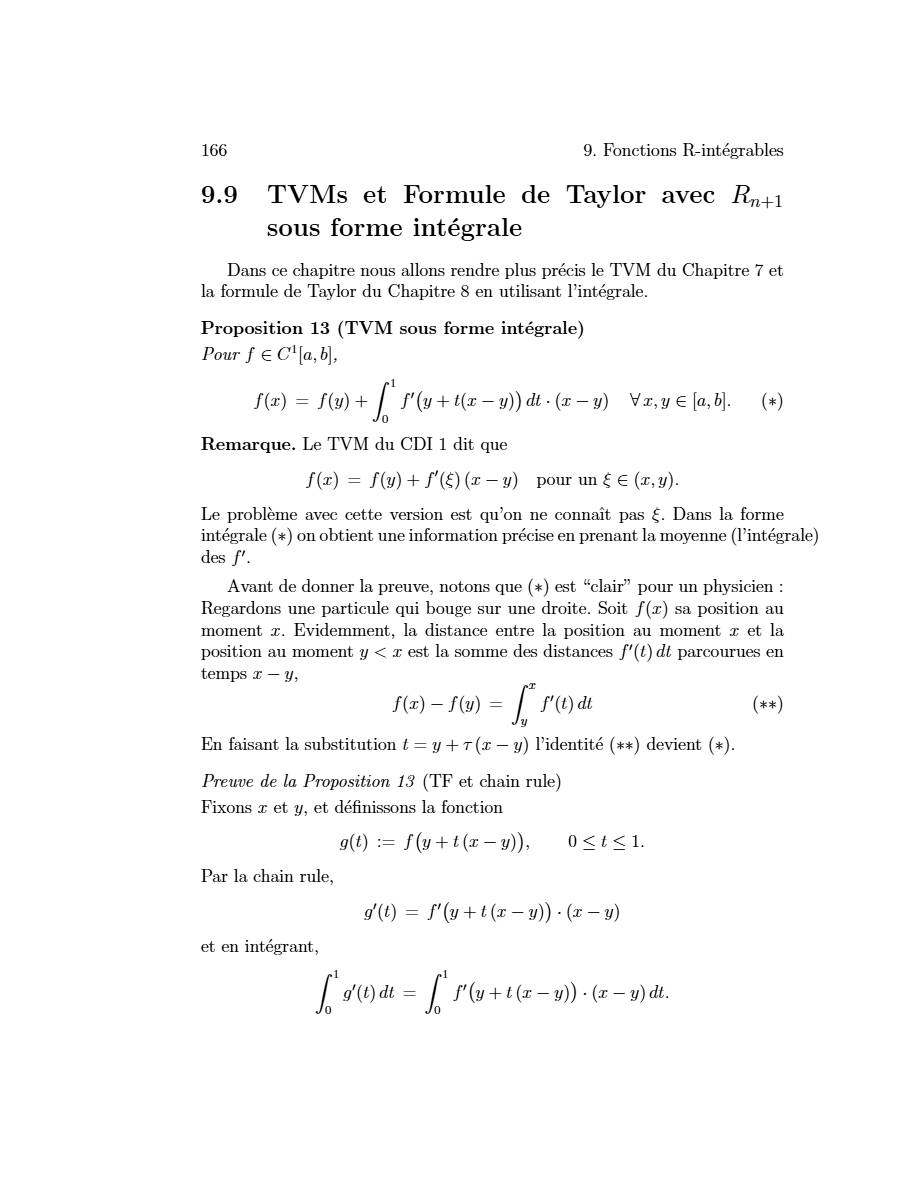 166 9. Fonctions R-intégrables
9.9 TVMs et Formule de Taylor avec Rₙ₊₁
sous forme intégrale
Dans ce chapitre nous allons rendre plus précis le TVM du Chapitre 7 et
la formule de Taylor du Chapitre 8 en utilisant l'intégrale.
Proposition 13 (TVM sous forme intégrale)
Pour f ∈ C¹[a, b],
f(x) = f(y) + ∫₀¹ f′(y + t(x − y)) dt · (x − y) ∀ x, y ∈ [a, b]. (∗)
Remarque. Le TVM du CDI 1 dit que
f(x) = f(y) + f′(ξ) (x − y) pour un ξ ∈ (x, y).
Le problème avec cette version est qu'on ne connaît pas ξ. Dans la forme
intégrale (∗) on obtient une information précise en prenant la moyenne (l'intégrale)
des f′.
Avant de donner la preuve, notons que (∗) est “clair” pour un physicien :
Regardons une particule qui bouge sur une droite. Soit f(x) sa position au
moment x. Evidemment, la distance entre la position au moment x et la
position au moment y < x est la somme des distances f′(t) dt parcourues en
temps x − y,
f(x) − f(y) = ∫_y^x f′(t) dt (∗∗)
En faisant la substitution t = y + τ (x − y) l'identité (∗∗) devient (∗).
Preuve de la Proposition 13 (TF et chain rule)
Fixons x et y, et définissons la fonction
g(t) := f(y + t (x − y)), 0 ≤ t ≤ 1.
Par la chain rule,
g′(t) = f′(y + t (x − y)) · (x − y)
et en intégrant,
∫₀¹ g′(t) dt = ∫₀¹ f′(y + t (x − y)) · (x − y) dt.